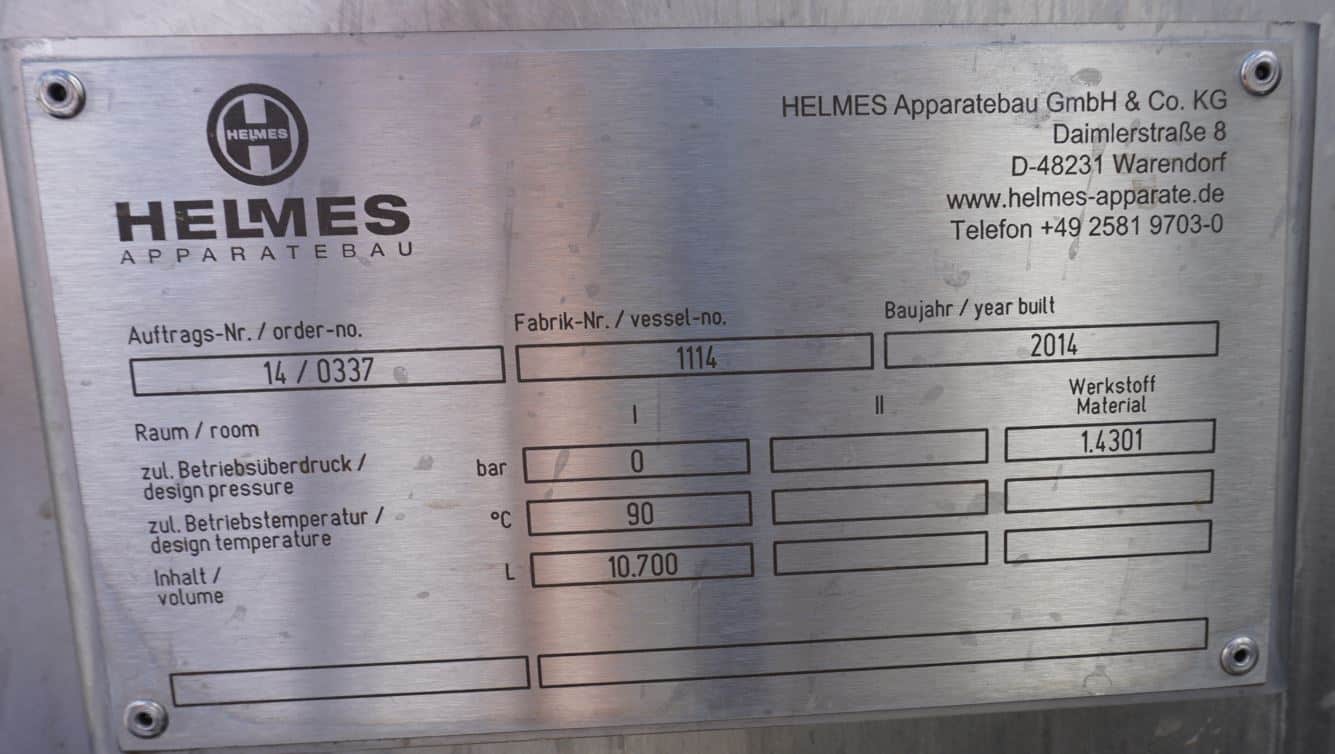 HELMES
HELMES
APPARATEBAU
HELMES Apparatebau GmbH & Co. KG
Daimlerstraße 8
D-48231 Warendorf
www.helmes-apparate.de
Telefon +49 2581 9703-0
Auftrags-Nr. / order-no.
14 / 0337
Fabrik-Nr. / vessel-no.
1114
Baujahr / year built
2014
Raum / room
I
II
Werkstoff
Material
zul. Betriebsüberdruck /
design pressure
bar
0
1.4301
zul. Betriebstemperatur /
design temperature
°C
90
Inhalt /
volume
L
10.700